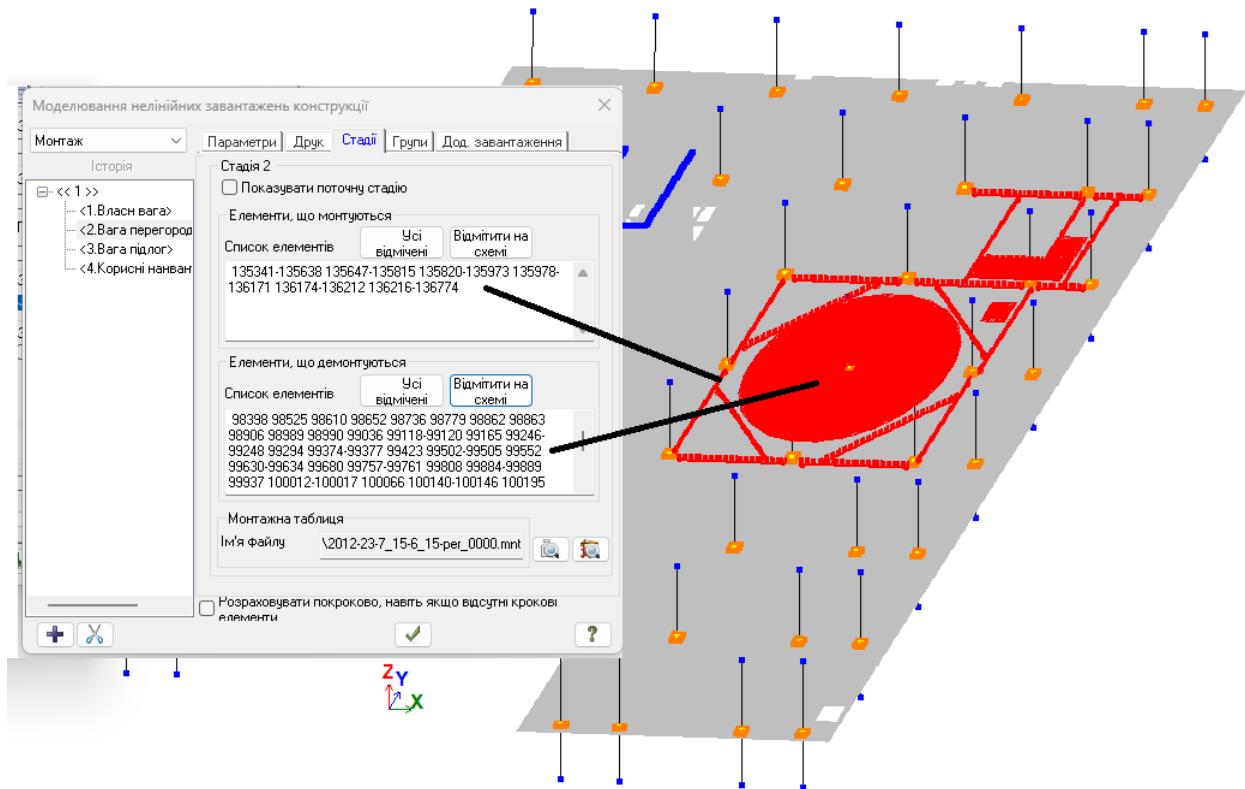 Моделювання нелінійних завантажень конструкції
Монтаж
Параметри Друк Стадії Групи Дод. завантаження
Історія
<< 1 >>
<1.Власн вага>
<2.Вага перегород
<3.Вага підлог>
<4.Корисні нанван
Стадія 2
Показувати поточну стадію
Елементи, що монтуються
Список елементів
Усі відмічені
Відмітити на схемі
135341-135638 135647-135815 135820-135973 135978-
136171 136174-136212 136216-136774
Елементи, що демонтуються
Список елементів
Усі відмічені
Відмітити на схемі
98398 98525 98610 98652 98736 98779 98862 98863
98906 98989 98990 99036 99118-99120 99165 99246-
99248 99294 99374-99377 99423 99502-99505 99552
99630-99634 99680 99757-99761 99808 99884-99889
99937 100012-100017 100066 100140-100146 100195
Монтажна таблиця
Ім'я файлу
\2012-23-7_15-6_15-per_0000.mnt
Розраховувати покроково, навіть якщо відсутні крокові
елементи
?
Z
Y
X